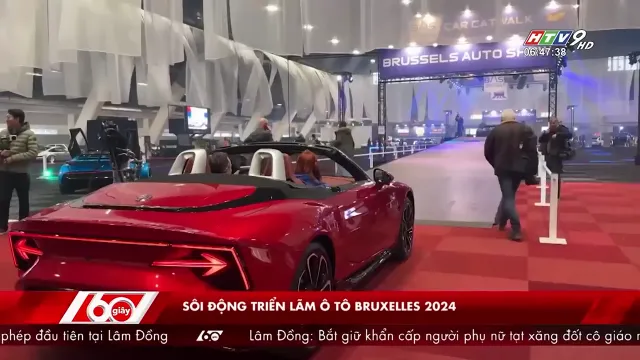 CAR CAT WALK
BRUSSELS AUTO SH
HTV9 HD
06:47:38
60 giây
SÔI ĐỘNG TRIỂN LÃM Ô TÔ BRUXELLES 2024
phép đầu tiên tại Lâm Đồng
60
Lâm Đồng: Bắt giữ khẩn cấp người phụ nữ tạt xăng đốt cô giáo